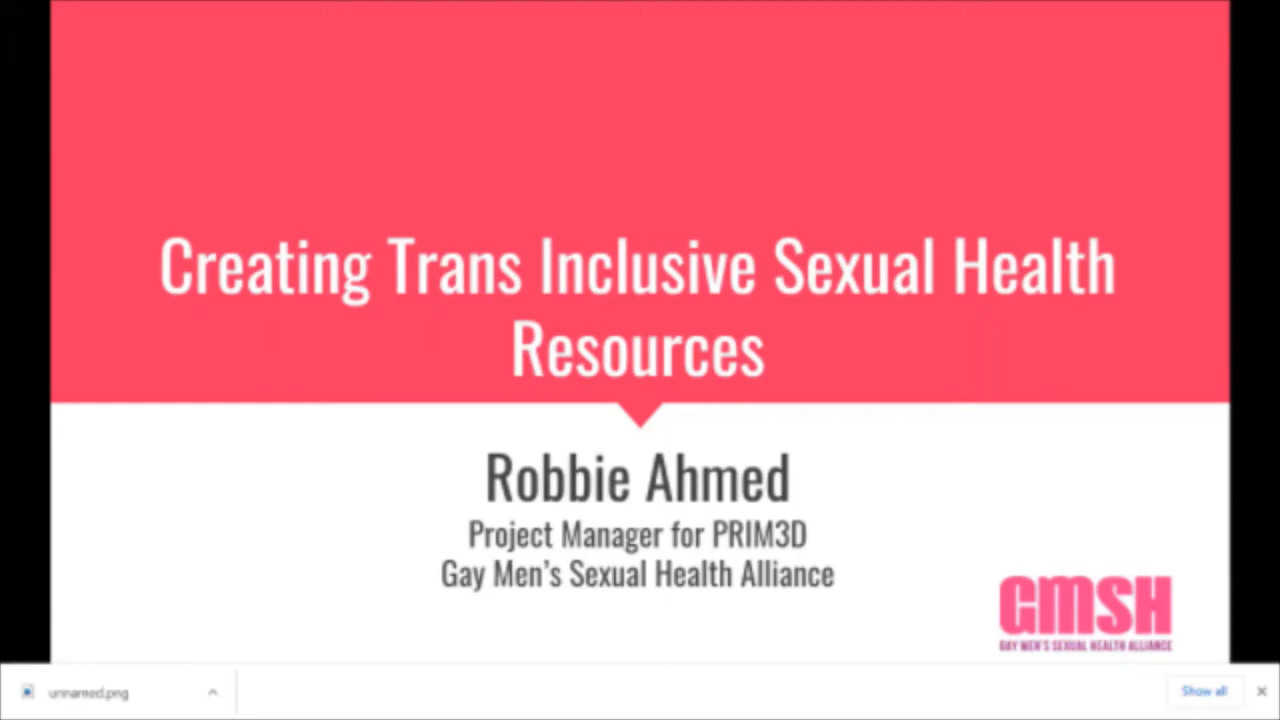 Creating Trans Inclusive Sexual Health
Resources
Robbie Ahmed
Project Manager for PRIM3D
Gay Men's Sexual Health Alliance
GMSH
GAY MEN'S SEXUAL HEALTH ALLIANCE
unnamed.png
Show all